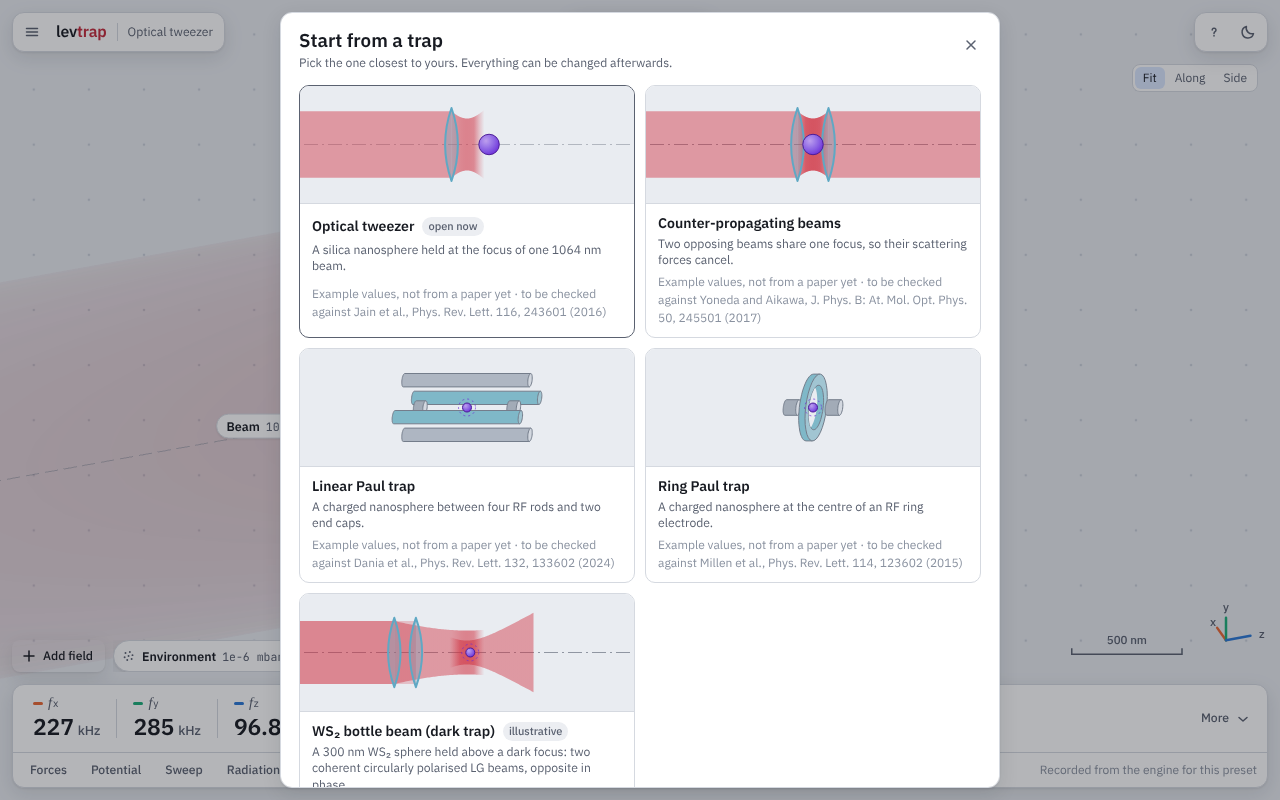 levtrap
Optical tweezer
?
Fit
Along
Side
Start from a trap
Pick the one closest to yours. Everything can be changed afterwards.
Optical tweezer
open now
A silica nanosphere held at the focus of one 1064 nm
beam.
Example values, not from a paper yet · to be checked
against Jain et al., Phys. Rev. Lett. 116, 243601 (2016)
Counter-propagating beams
Two opposing beams share one focus, so their scattering
forces cancel.
Example values, not from a paper yet · to be checked
against Yoneda and Aikawa, J. Phys. B: At. Mol. Opt. Phys.
50, 245501 (2017)
Linear Paul trap
A charged nanosphere between four RF rods and two
end caps.
Example values, not from a paper yet · to be checked
against Dania et al., Phys. Rev. Lett. 132, 133602 (2024)
Ring Paul trap
A charged nanosphere at the centre of an RF ring
electrode.
Example values, not from a paper yet · to be checked
against Millen et al., Phys. Rev. Lett. 114, 123602 (2015)
WS₂ bottle beam (dark trap)
illustrative
A 300 nm WS₂ sphere held above a dark focus: two
coherent circularly polarised LG beams, opposite in
phase.
Beam 10
Add field
Environment 1e-6 mbar
500 nm
y
x
z
fx
227 kHz
fy
285 kHz
fz
96.8
More
Forces
Potential
Sweep
Radiation
Recorded from the engine for this preset